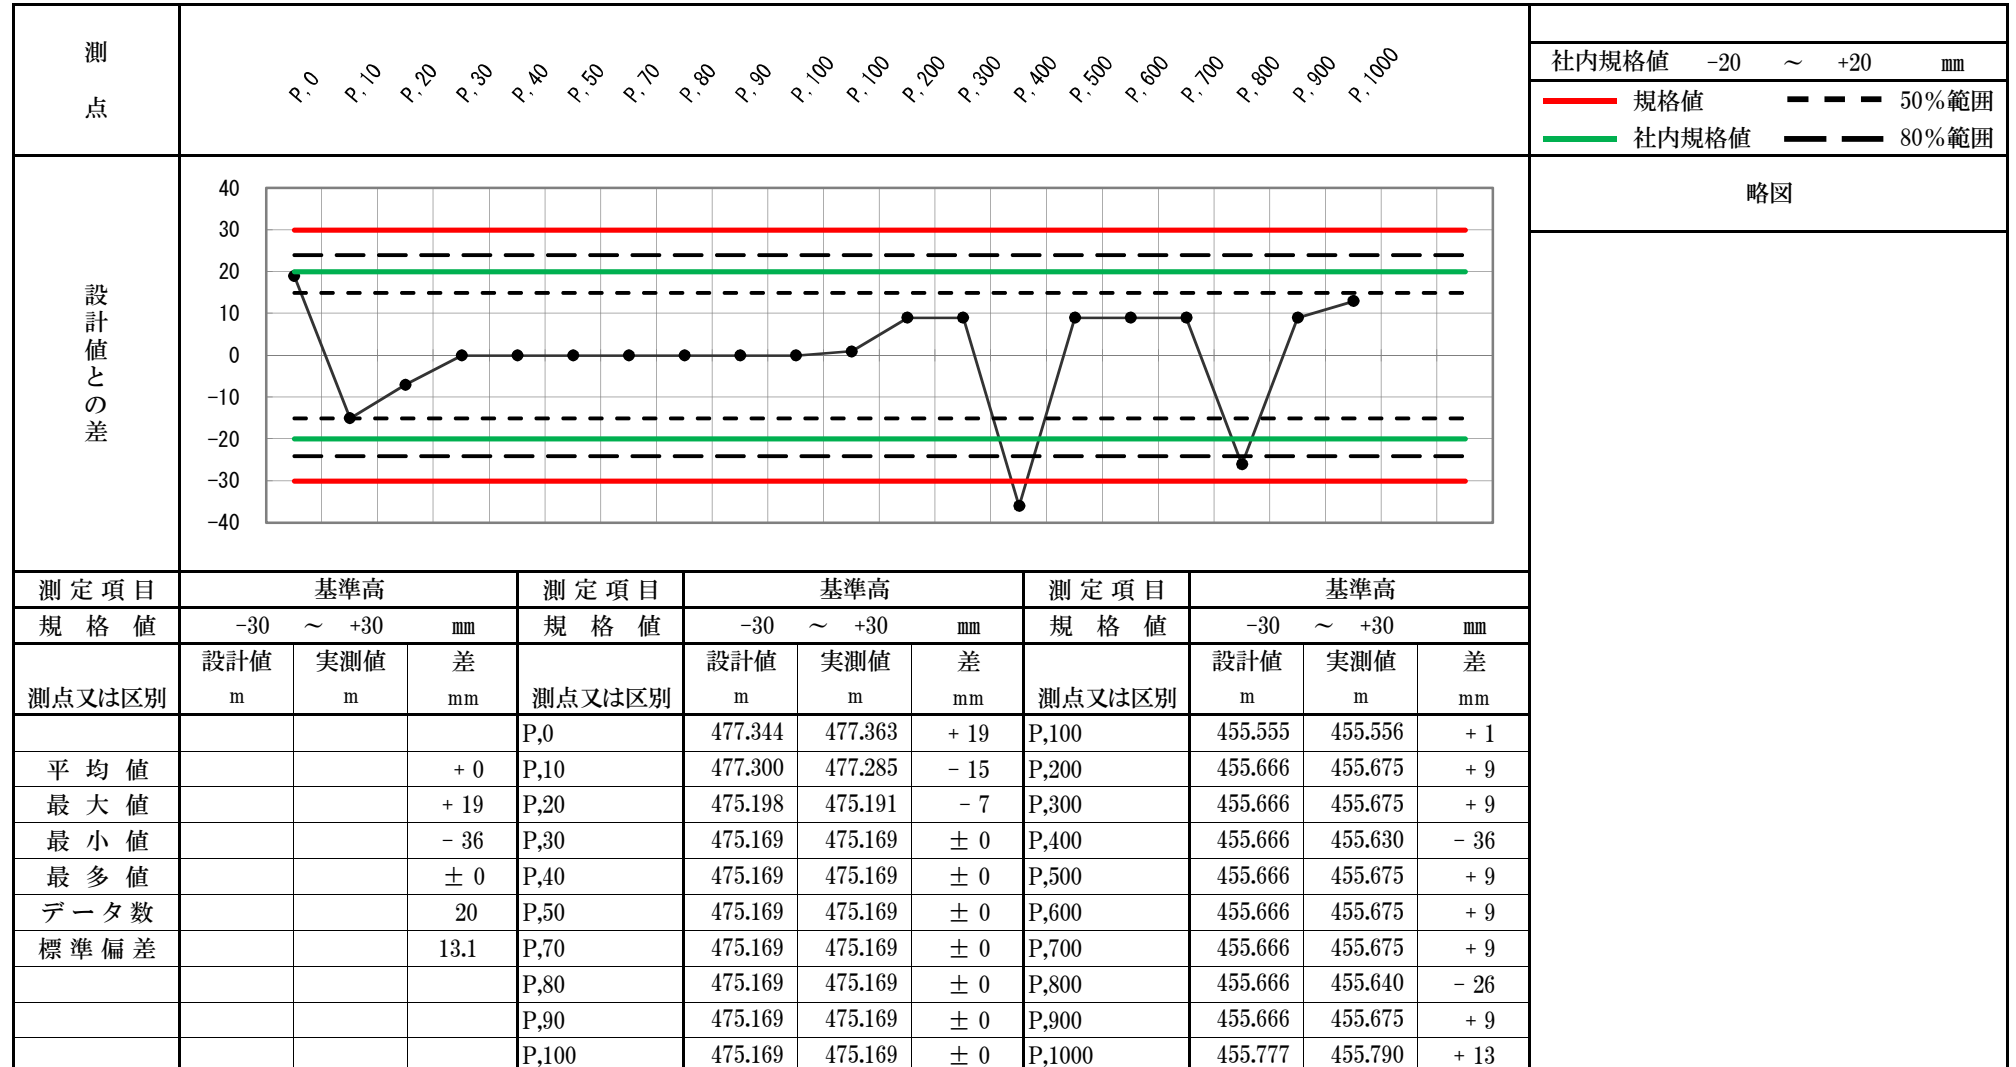 測
点
P,0 P,10 P,20 P,30 P,40 P,50 P,70 P,80 P,90 P,100 P,100 P,200 P,300 P,400 P,500 P,600 P,700 P,800 P,900 P,1000
社内規格値 -20 ～ +20 mm
規格値 50%範囲
社内規格値 80%範囲
略図
設計値との差
40
30
20
10
0
-10
-20
-30
-40
測定項目 基準高 測定項目 基準高 測定項目 基準高
規格値 -30 ～ +30 mm 規格値 -30 ～ +30 mm 規格値 -30 ～ +30 mm
設計値 実測値 差 設計値 実測値 差 設計値 実測値 差
測点又は区別 m m mm 測点又は区別 m m mm 測点又は区別 m m mm
P,0 477.344 477.363 + 19 P,100 455.555 455.556 + 1
平均値 + 0 P,10 477.300 477.285 - 15 P,200 455.666 455.675 + 9
最大値 + 19 P,20 475.198 475.191 - 7 P,300 455.666 455.675 + 9
最小値 - 36 P,30 475.169 475.169 ± 0 P,400 455.666 455.630 - 36
最多値 ± 0 P,40 475.169 475.169 ± 0 P,500 455.666 455.675 + 9
データ数 20 P,50 475.169 475.169 ± 0 P,600 455.666 455.675 + 9
標準偏差 13.1 P,70 475.169 475.169 ± 0 P,700 455.666 455.675 + 9
P,80 475.169 475.169 ± 0 P,800 455.666 455.640 - 26
P,90 475.169 475.169 ± 0 P,900 455.666 455.675 + 9
P,100 475.169 475.169 ± 0 P,1000 455.777 455.790 + 13